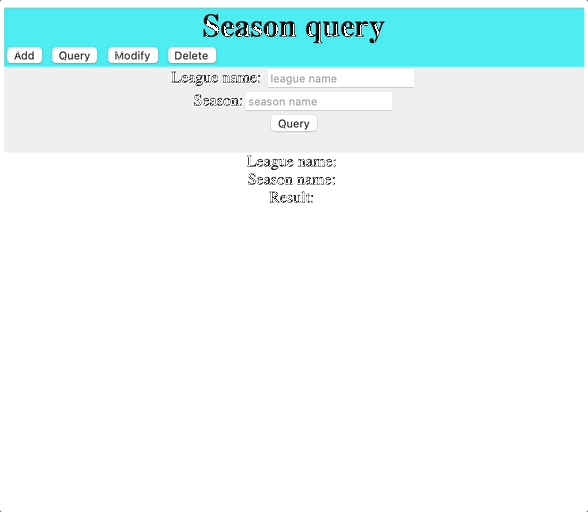 Season query
Add Query Modify Delete
League name: league name
Season: season name
Query
League name:
Season name:
Result: